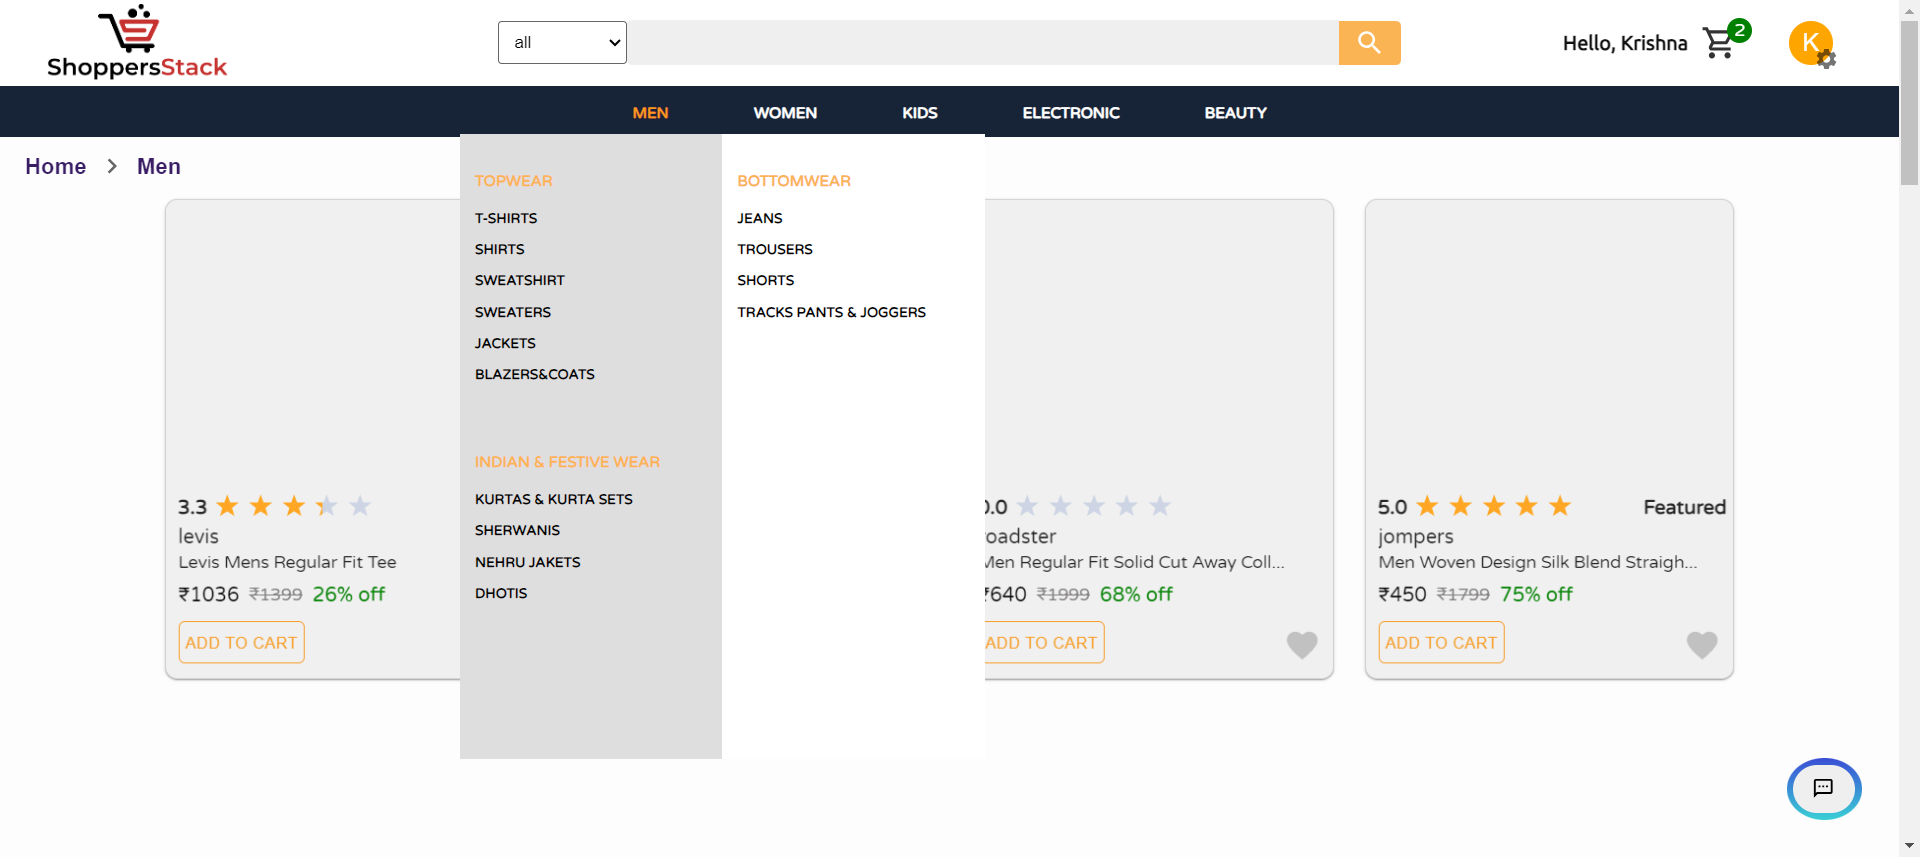 ShoppersStack
all
Hello, Krishna
2
K
MEN
WOMEN
KIDS
ELECTRONIC
BEAUTY
Home > Men
TOPWEAR
T-SHIRTS
SHIRTS
SWEATSHIRT
SWEATERS
JACKETS
BLAZERS&COATS
INDIAN & FESTIVE WEAR
KURTAS & KURTA SETS
SHERWANIS
NEHRU JAKETS
DHOTIS
BOTTOMWEAR
JEANS
TROUSERS
SHORTS
TRACKS PANTS & JOGGERS
3.3
levis
Levis Mens Regular Fit Tee
₹1036 ₹1399 26% off
ADD TO CART
0.0
roadster
Men Regular Fit Solid Cut Away Coll...
₹640 ₹1999 68% off
ADD TO CART
5.0
Featured
jompers
Men Woven Design Silk Blend Straigh...
₹450 ₹1799 75% off
ADD TO CART